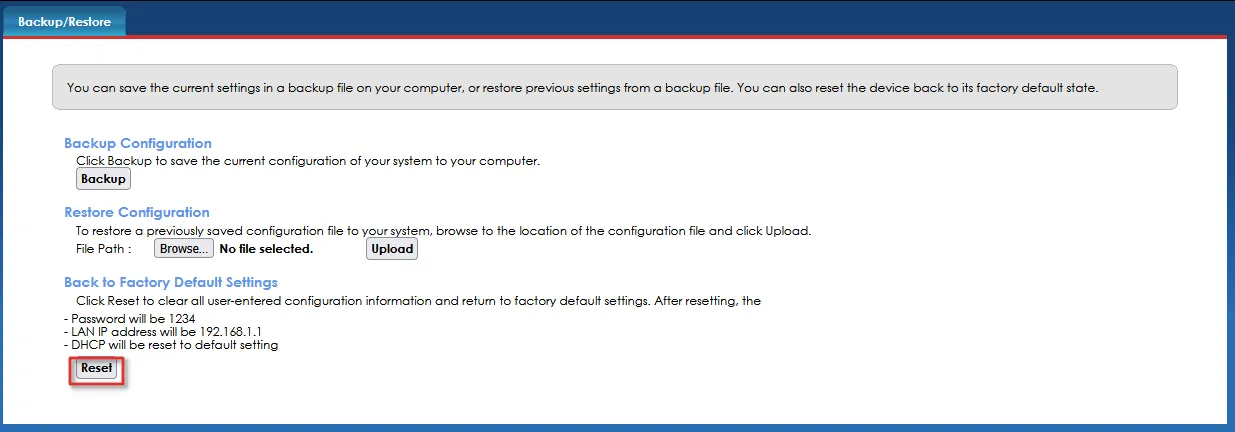 Backup/Restore
You can save the current settings in a backup file on your computer, or restore previous settings from a backup file. You can also reset the device back to its factory default state.
Backup Configuration
Click Backup to save the current configuration of your system to your computer.
Backup
Restore Configuration
To restore a previously saved configuration file to your system, browse to the location of the configuration file and click Upload.
File Path : Browse... No file selected. Upload
Back to Factory Default Settings
Click Reset to clear all user-entered configuration information and return to factory default settings. After resetting, the
- Password will be 1234
- LAN IP address will be 192.168.1.1
- DHCP will be reset to default setting
Reset